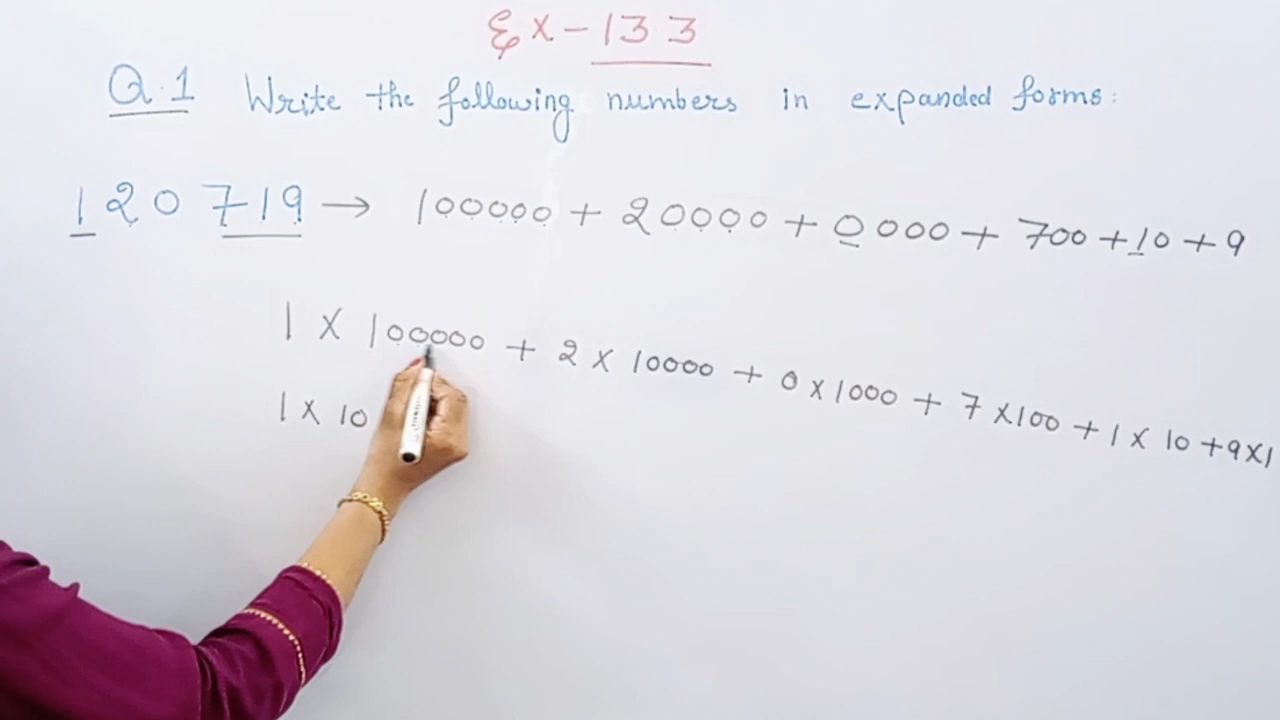 Ex-13.3
Q.1 Write the following numbers in expanded forms:
120719 → 100000 + 20000 + 0000 + 700 + 10 + 9
1 × 100000 + 2 × 10000 + 0 × 1000 + 7 × 100 + 1 × 10 + 9 × 1
1 × 10